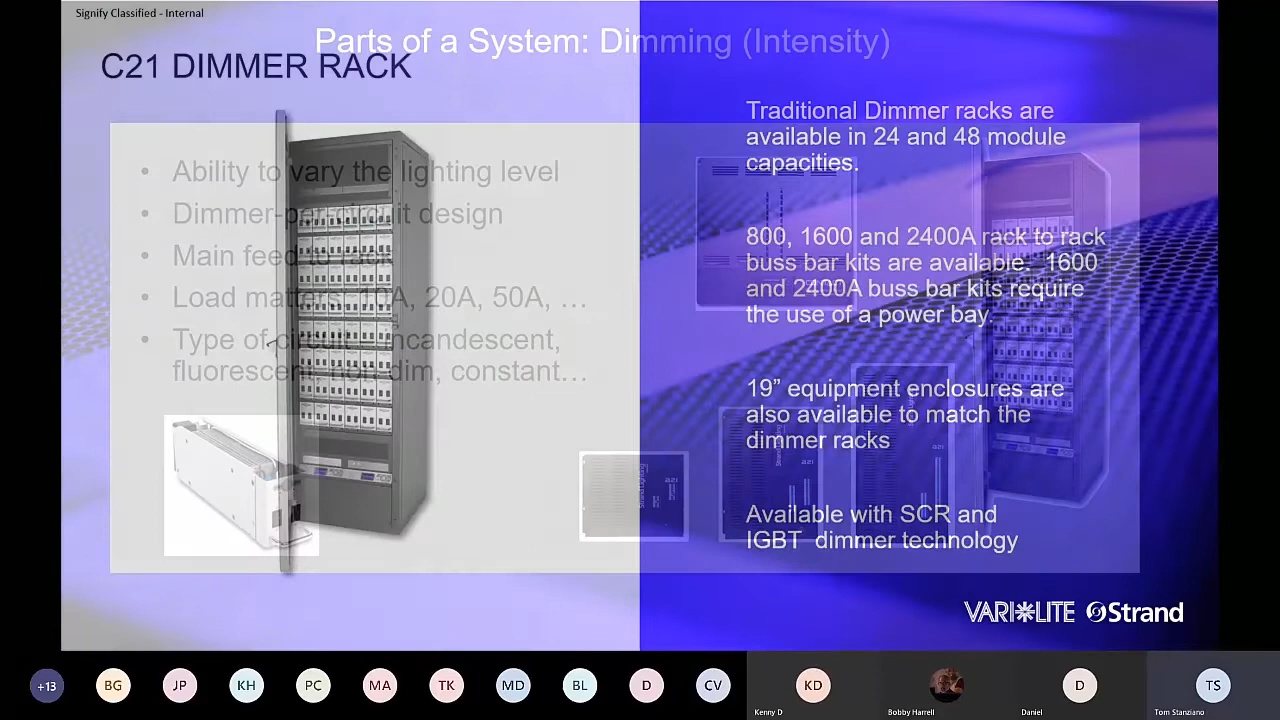 Signify Classified - Internal
Parts of a System: Dimming (Intensity)
C21 DIMMER RACK
• Ability to vary the lighting level
• Dimmer-per-circuit design
• Main feed to rack
• Load matters: 10A, 20A, 50A, …
• Type of circuit: incandescent,
fluorescent, non-dim, constant…
Traditional Dimmer racks are
available in 24 and 48 module
capacities.
800, 1600 and 2400A rack to rack
buss bar kits are available. 1600
and 2400A buss bar kits require
the use of a power bay.
19” equipment enclosures are
also available to match the
dimmer racks
Available with SCR and
IGBT dimmer technology
VARI*LITE Strand
+13 BG JP KH PC MA TK MD BL D CV KD D TS
Kenny D Bobby Harrell Daniel Tom Stanziano